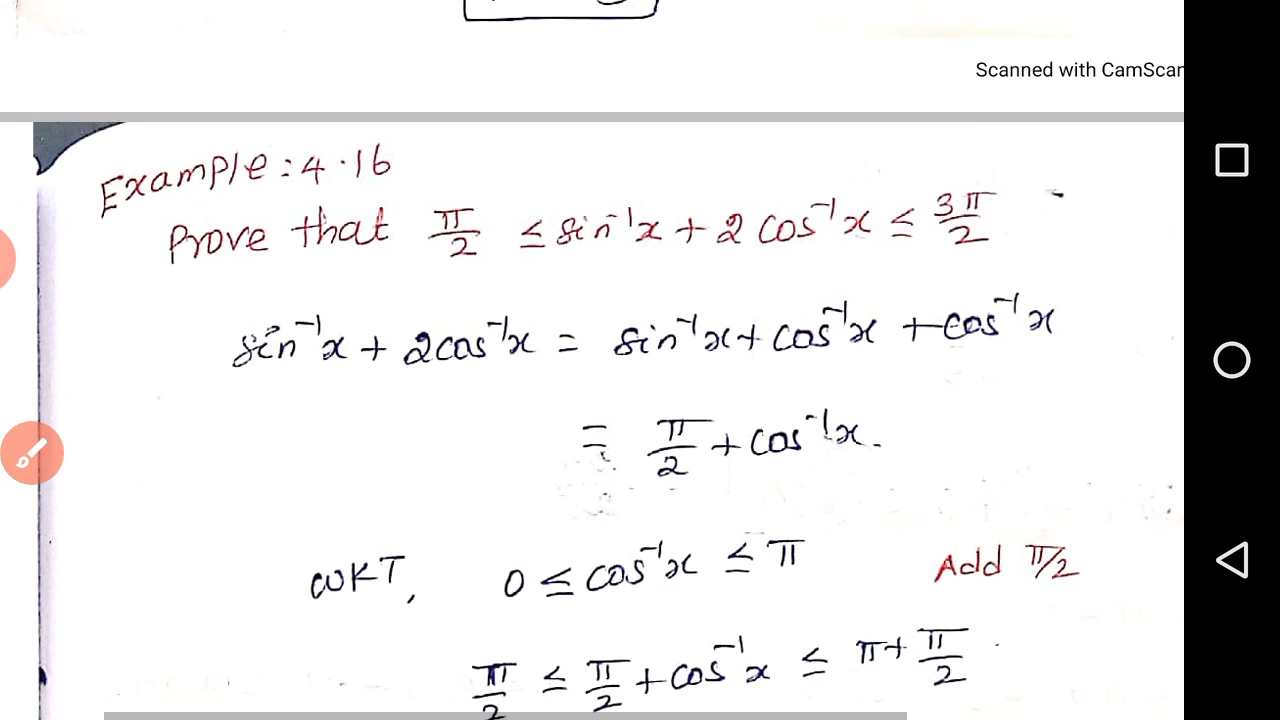 Scanned with CamScan
Example: 4.16
Prove that π/2 ≤ sin⁻¹x + 2 cos⁻¹x ≤ 3π/2
sin⁻¹x + 2cos⁻¹x = sin⁻¹x + cos⁻¹x + cos⁻¹x
= π/2 + cos⁻¹x.
WKT, 0 ≤ cos⁻¹x ≤ π Add π/2
π/2 ≤ π/2 + cos⁻¹x ≤ π + π/2